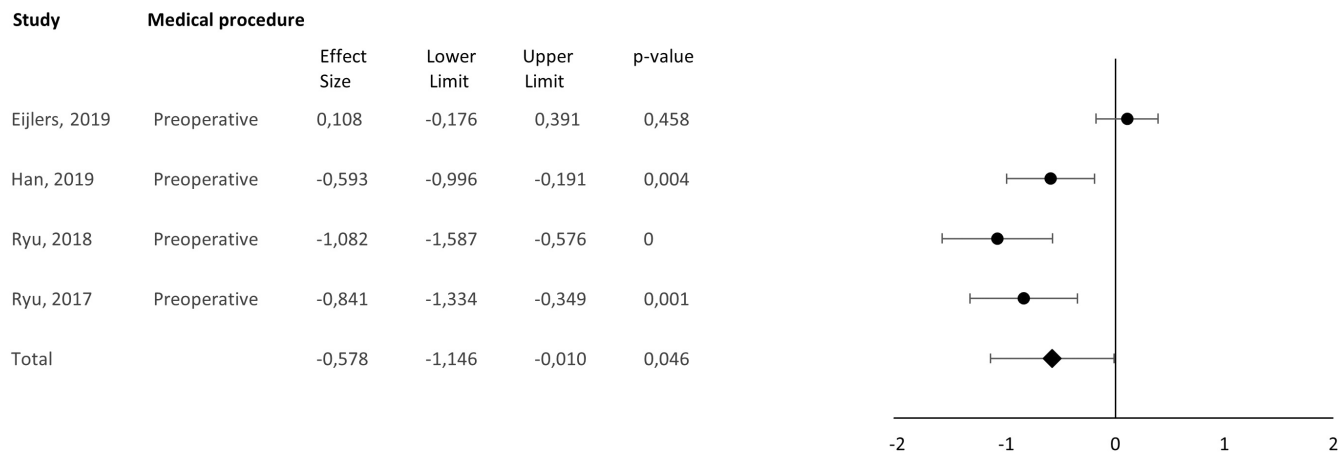 Study Medical procedure
Effect Lower Upper p-value
Size Limit Limit
Eijlers, 2019 Preoperative 0,108 -0,176 0,391 0,458
Han, 2019 Preoperative -0,593 -0,996 -0,191 0,004
Ryu, 2018 Preoperative -1,082 -1,587 -0,576 0
Ryu, 2017 Preoperative -0,841 -1,334 -0,349 0,001
Total -0,578 -1,146 -0,010 0,046
-2 -1 0 1 2